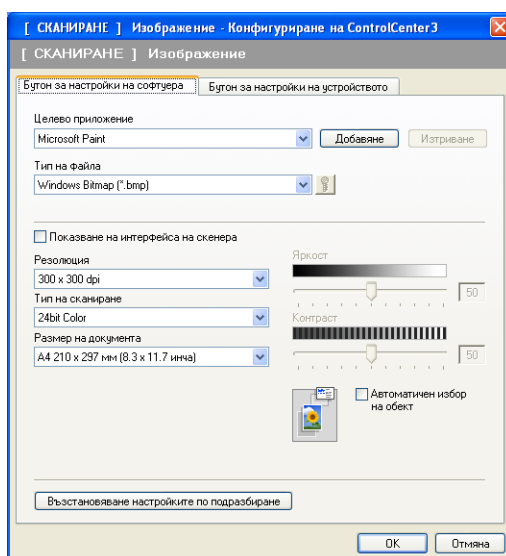 [ СКАНИРАНЕ ] Изображение - Конфигуриране на ControlCenter3
[ СКАНИРАНЕ ] Изображение
Бутон за настройки на софтуера
Бутон за настройки на устройството
Целево приложение
Microsoft Paint
Добавяне
Изтриване
Тип на файла
Windows Bitmap (*.bmp)
Показване на интерфейса на скенера
Резолюция
300 x 300 dpi
Тип на сканиране
24bit Color
Размер на документа
A4 210 x 297 мм (8.3 x 11.7 инча)
Яркост
50
Контраст
50
Автоматичен избор
на обект
Възстановяване настройките по подразбиране
OK
Отмяна